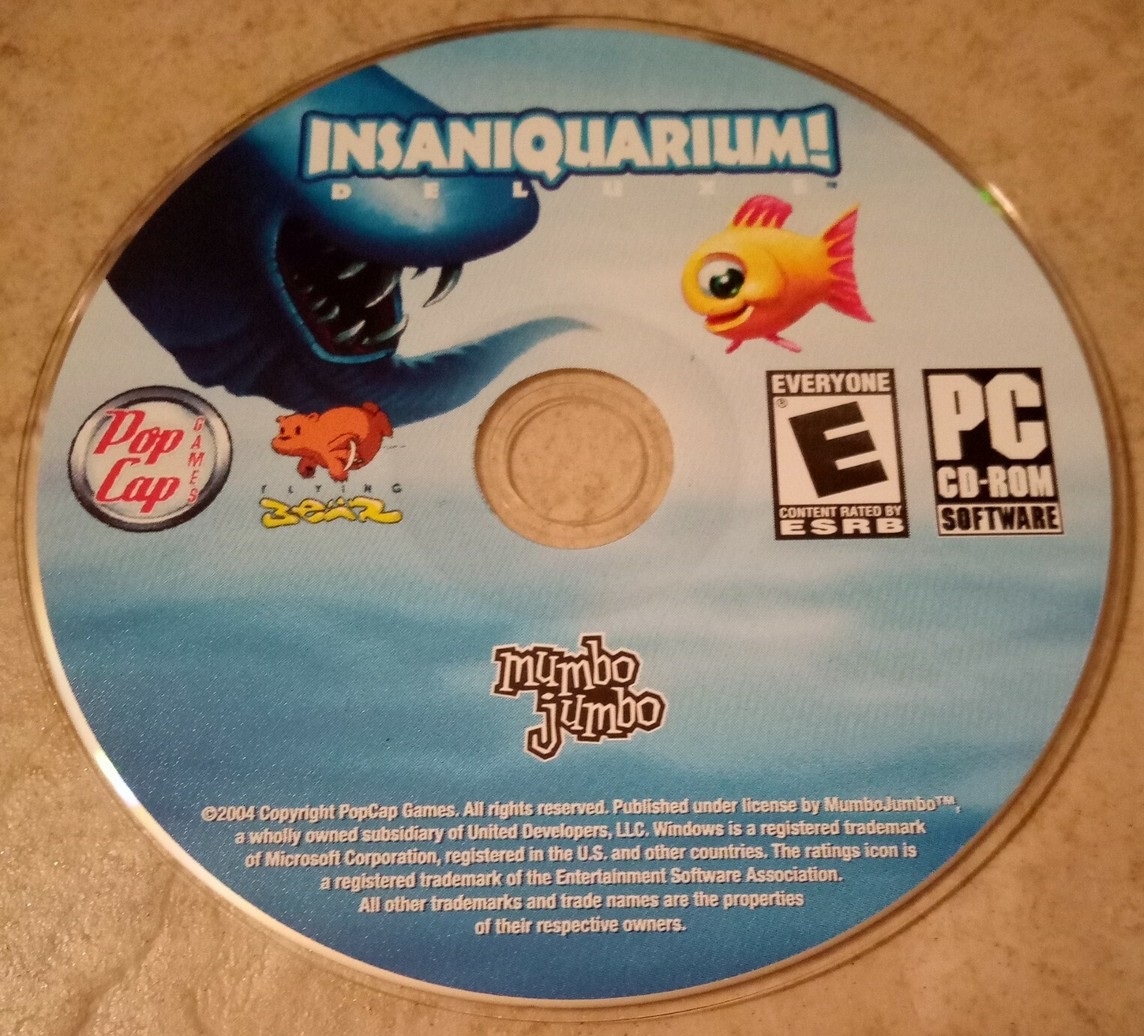 INSANIQUARIUM!
DELUXE™
Pop
Cap
GAMES
FLYING
Bear
EVERYONE
E
®
CONTENT RATED BY
ESRB
PC
CD-ROM
SOFTWARE
mumbo
jumbo
©2004 Copyright PopCap Games. All rights reserved. Published under license by MumboJumbo™,
a wholly owned subsidiary of United Developers, LLC. Windows is a registered trademark
of Microsoft Corporation, registered in the U.S. and other countries. The ratings icon is
a registered trademark of the Entertainment Software Association.
All other trademarks and trade names are the properties
of their respective owners.